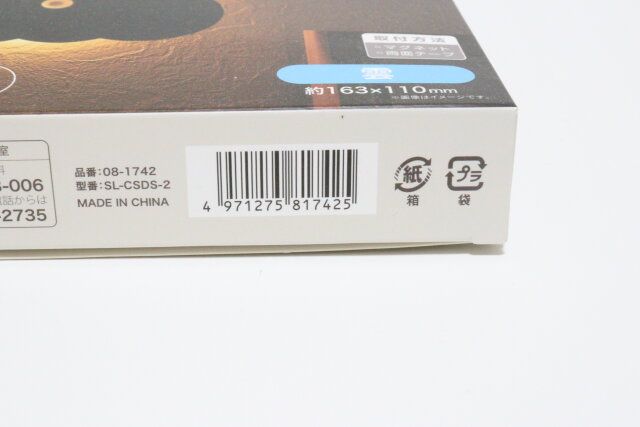 取付方法
マグネット
両面テープ
雲
約163×110mm
※画像はイメージです。
室
料
-006
電話からは
-2735
品番: 08-1742
型番: SL-CSDS-2
MADE IN CHINA
4 971275 817425
紙
箱
プラ
袋